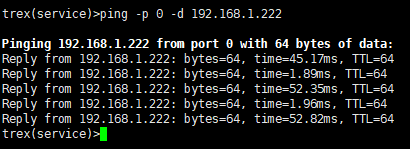 trex(service)>ping -p 0 -d 192.168.1.222

Pinging 192.168.1.222 from port 0 with 64 bytes of data:
Reply from 192.168.1.222: bytes=64, time=45.17ms, TTL=64
Reply from 192.168.1.222: bytes=64, time=1.89ms, TTL=64
Reply from 192.168.1.222: bytes=64, time=52.35ms, TTL=64
Reply from 192.168.1.222: bytes=64, time=1.96ms, TTL=64
Reply from 192.168.1.222: bytes=64, time=52.82ms, TTL=64
trex(service)>